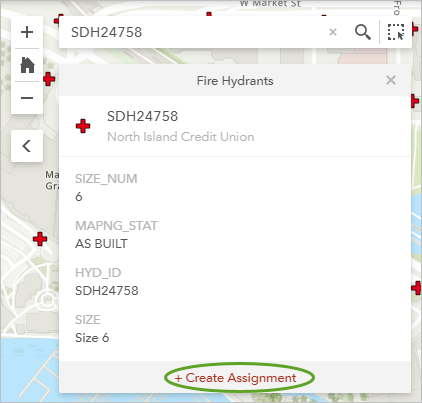 W Market St
Fro
SDH24758
Fire Hydrants
SDH24758
North Island Credit Union
Ma
Gra
SIZE_NUM
6
MAPNG_STAT
AS BUILT
HYD_ID
SDH24758
SIZE
Size 6
+ Create Assignment